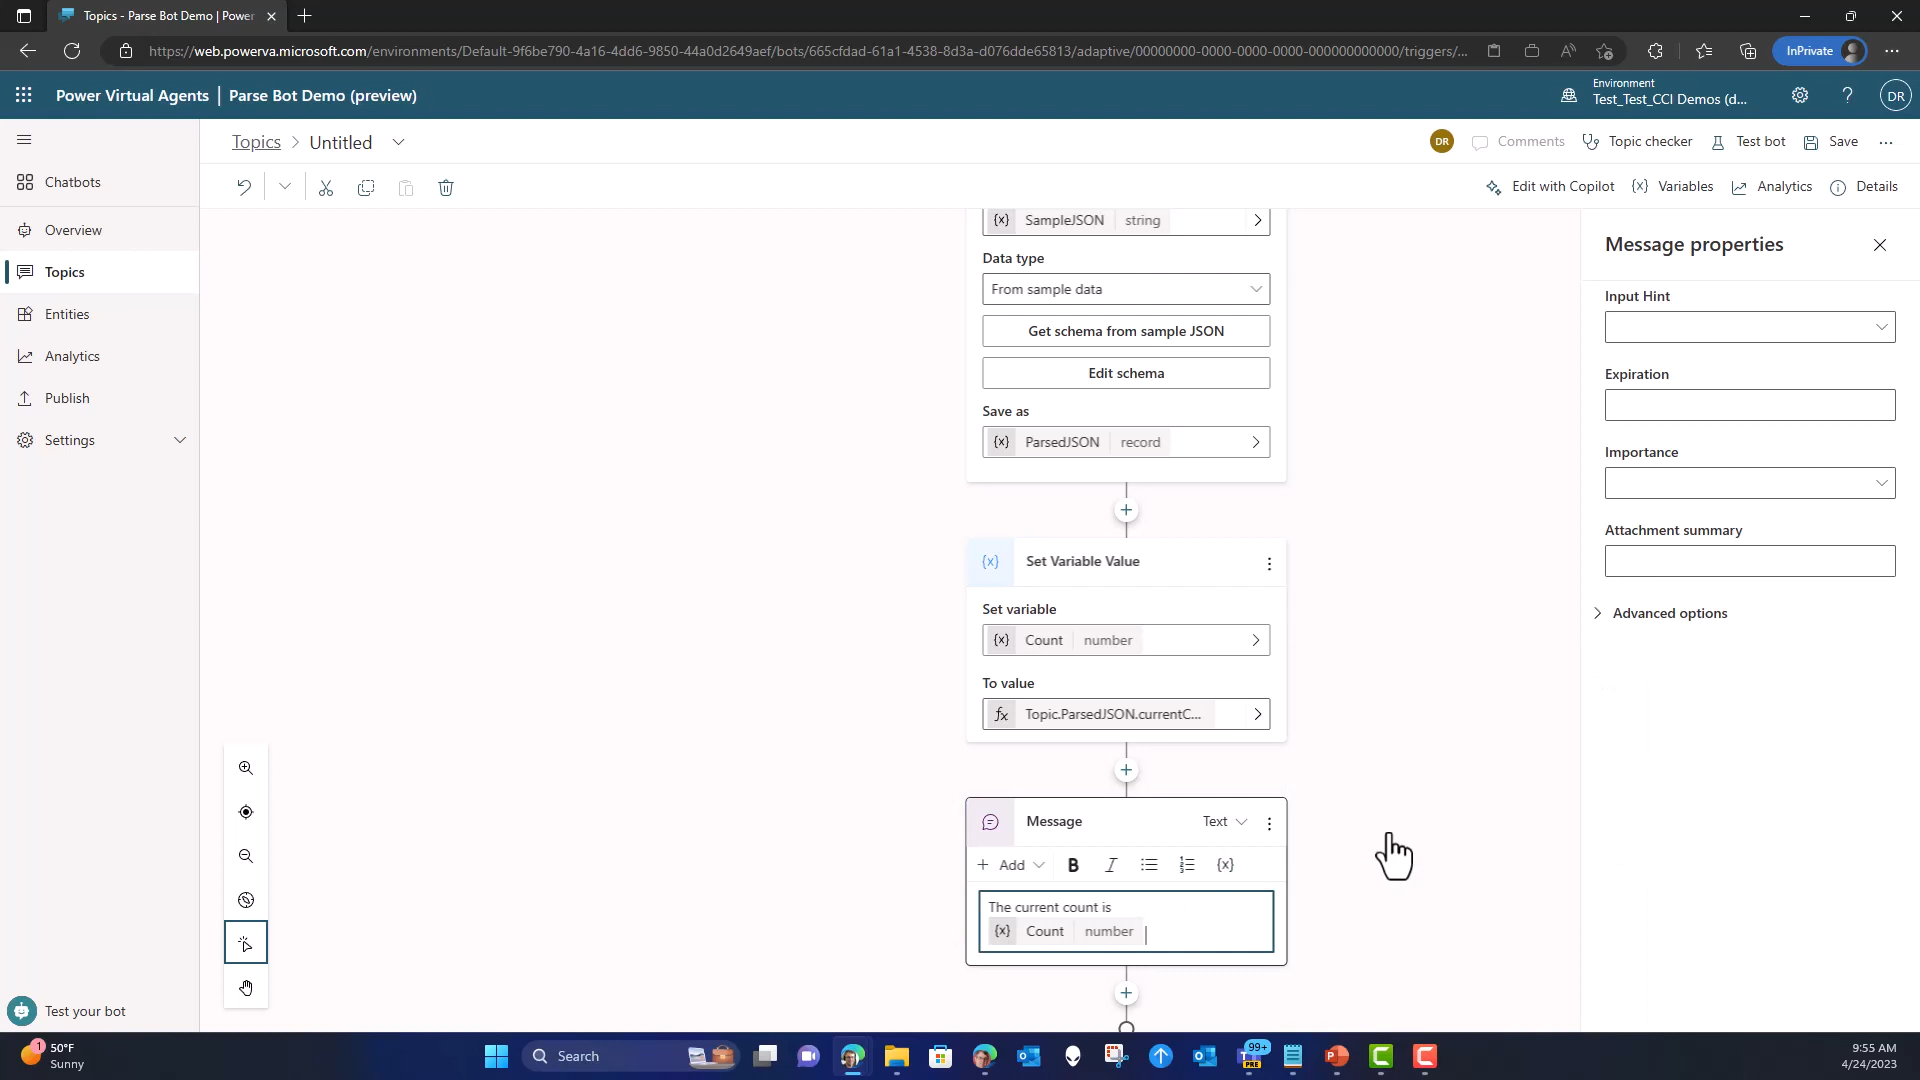 Topics - Parse Bot Demo | Power
https://web.powerva.microsoft.com/environments/Default-9f6be790-4a16-4dd6-9850-44a0d2649aef/bots/665cfdad-61a1-4538-8d3a-d076dde65813/adaptive/00000000-0000-0000-0000-000000000000/triggers/...
InPrivate
Power Virtual Agents | Parse Bot Demo (preview)
Environment
Test_Test_CCI Demos (d...
DR
Topics > Untitled
DR
Comments
Topic checker
Test bot
Save
Edit with Copilot
{x} Variables
Analytics
Details
Chatbots
Overview
Topics
Entities
Analytics
Publish
Settings
Test your bot
{x} SampleJSON string
Data type
From sample data
Get schema from sample JSON
Edit schema
Save as
{x} ParsedJSON record
{x} Set Variable Value
Set variable
{x} Count number
To value
fx Topic.ParsedJSON.currentC...
Message
Text
Add
B I {x}
The current count is
{x} Count number
Message properties
Input Hint
Expiration
Importance
Attachment summary
Advanced options
1
50°F
Sunny
Search
99+
PRE
9:55 AM
4/24/2023